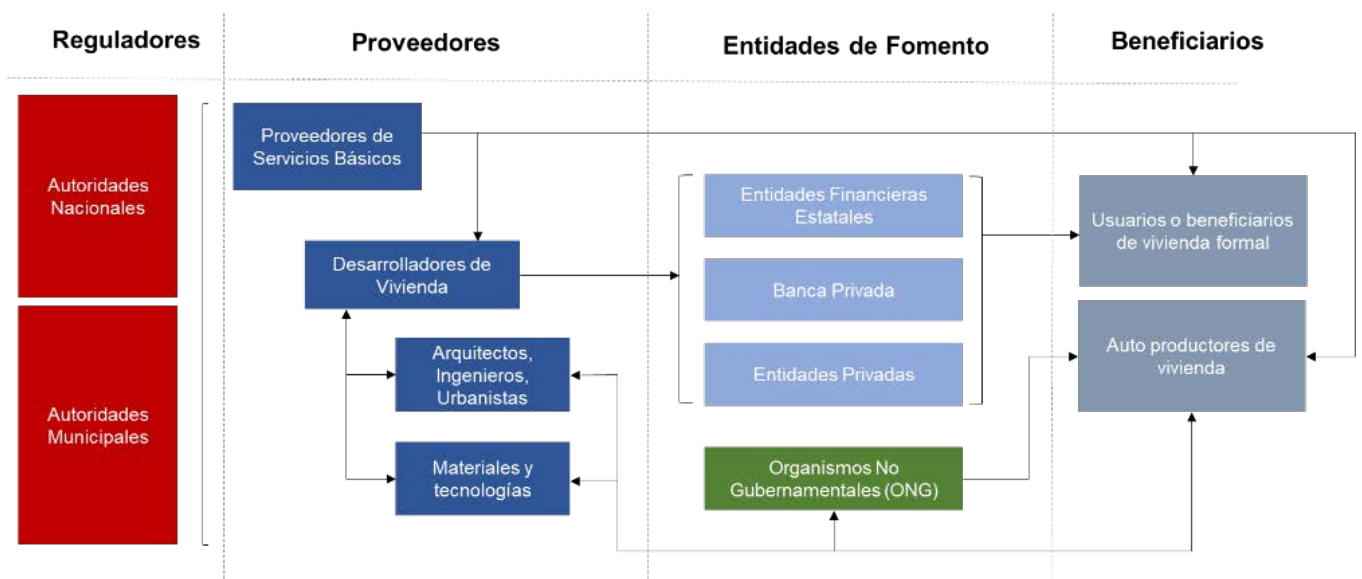 Reguladores
Proveedores
Entidades de Fomento
Beneficiarios
Autoridades
Nacionales
Autoridades
Municipales
Proveedores de
Servicios Básicos
Desarrolladores de
Vivienda
Arquitectos,
Ingenieros,
Urbanistas
Materiales y
tecnologías
Entidades Financieras
Estatales
Banca Privada
Entidades Privadas
Organismos No
Gubernamentales (ONG)
Usuarios o beneficiarios
de vivienda formal
Auto productores de
vivienda